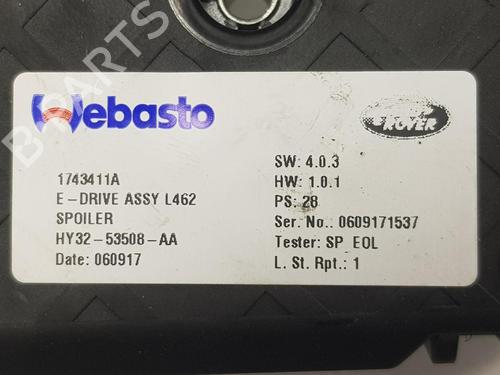 Webasto
ROVER
1743411A
E-DRIVE ASSY L462
SPOILER
HY32-53508-AA
Date: 060917
SW: 4.0.3
HW: 1.0.1
PS: 28
Ser. No.: 0609171537
Tester: SP_EOL
L. St. Rpt.: 1
B-PARTS